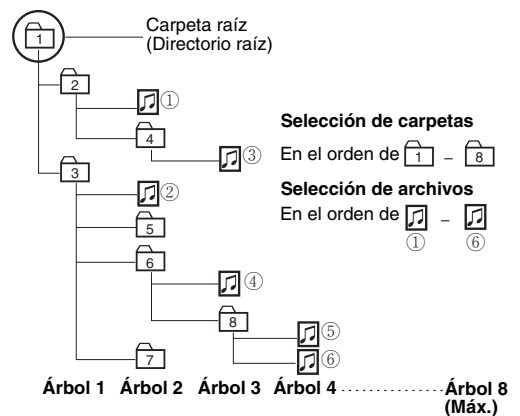 1
Carpeta raíz
(Directorio raíz)
2
①
4
③
3
②
5
6
④
8
⑤
⑥
7
Selección de carpetas
En el orden de 1 – 8
Selección de archivos
En el orden de –
① ⑥
Árbol 1 Árbol 2 Árbol 3 Árbol 4 ............... Árbol 8
(Máx.)